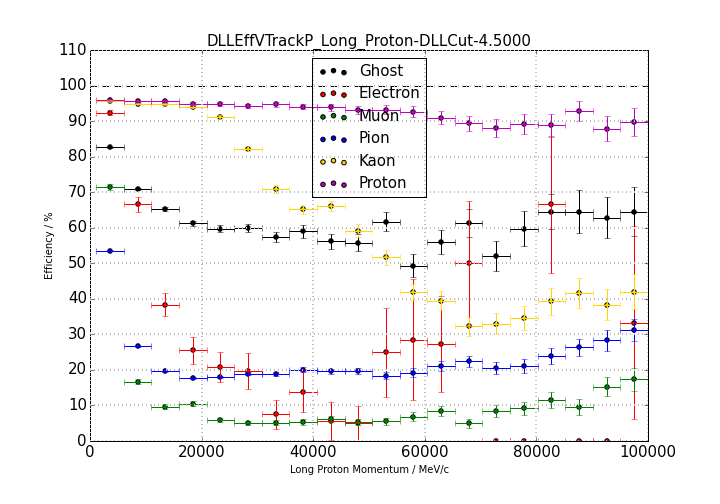 DLLEffVTrackP_Long_Proton-DLLCut-4.5000
110
100
90
80
70
60
50
40
30
20
10
0
Efficiency / %
Ghost
Electron
Muon
Pion
Kaon
Proton
0
20000
40000
60000
80000
100000
Long Proton Momentum / MeV/c